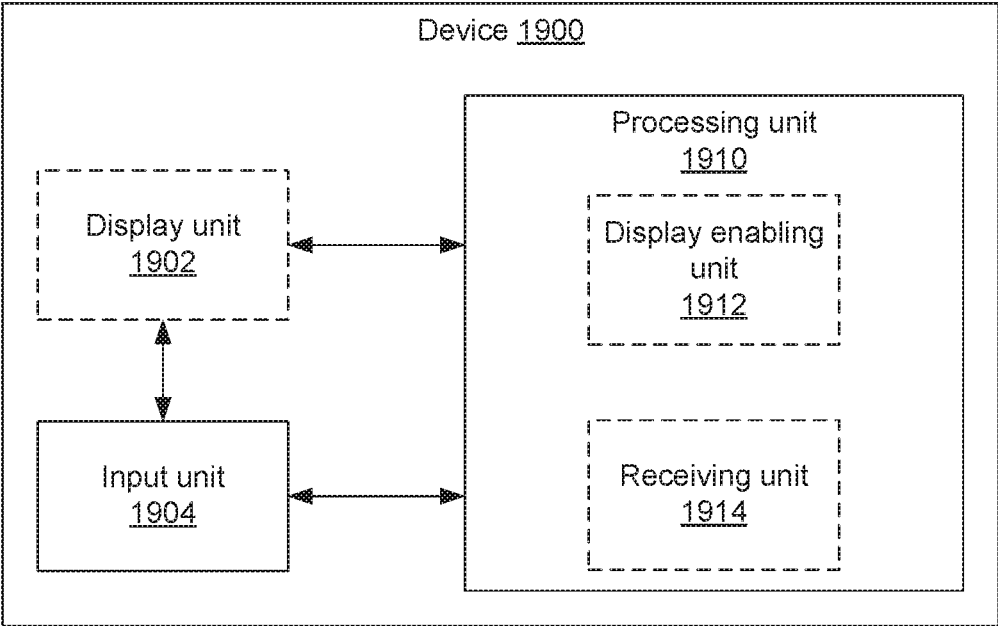 Device 1900
Processing unit
1910
Display unit
1902
Display enabling
unit
1912
Input unit
1904
Receiving unit
1914